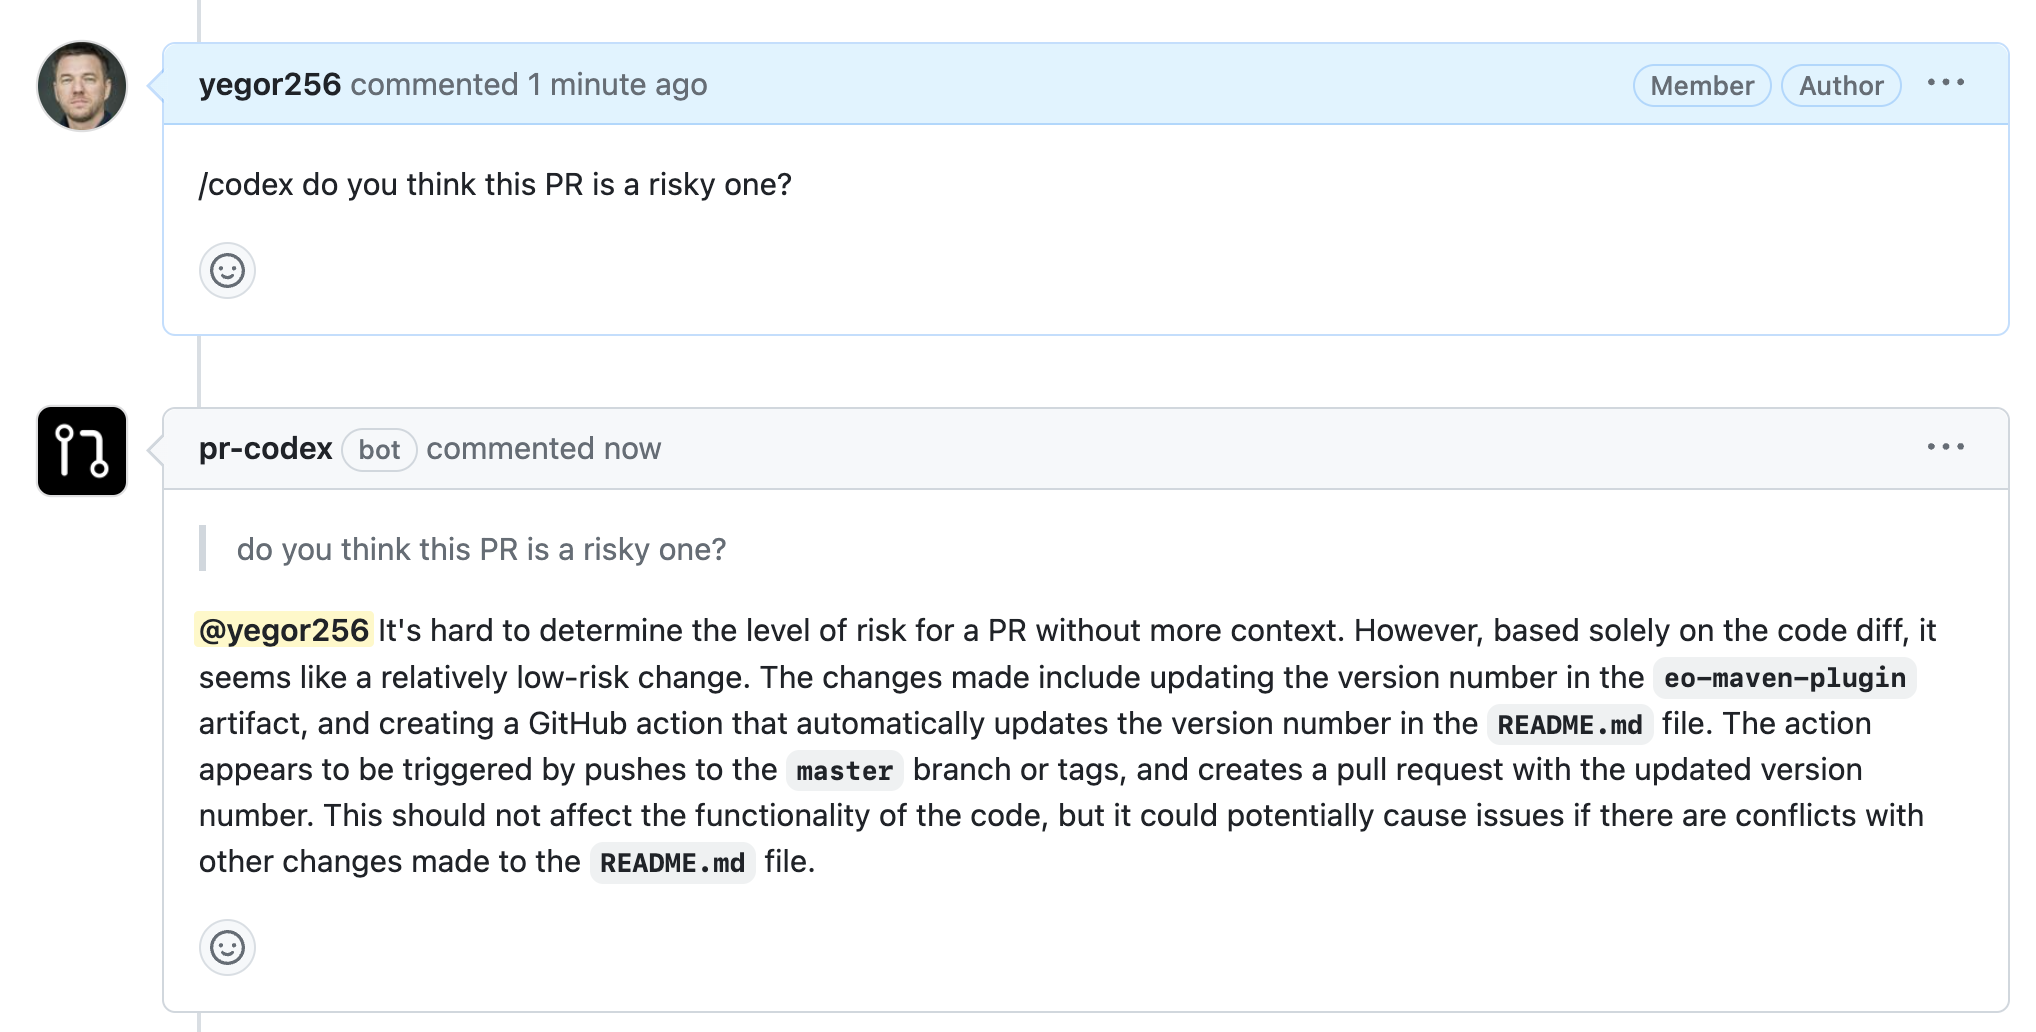 yegor256 commented 1 minute ago Member Author ...
/codex do you think this PR is a risky one?
pr-codex bot commented now ...
do you think this PR is a risky one?
@yegor256 It's hard to determine the level of risk for a PR without more context. However, based solely on the code diff, it
seems like a relatively low-risk change. The changes made include updating the version number in the eo-maven-plugin
artifact, and creating a GitHub action that automatically updates the version number in the README.md file. The action
appears to be triggered by pushes to the master branch or tags, and creates a pull request with the updated version
number. This should not affect the functionality of the code, but it could potentially cause issues if there are conflicts with
other changes made to the README.md file.